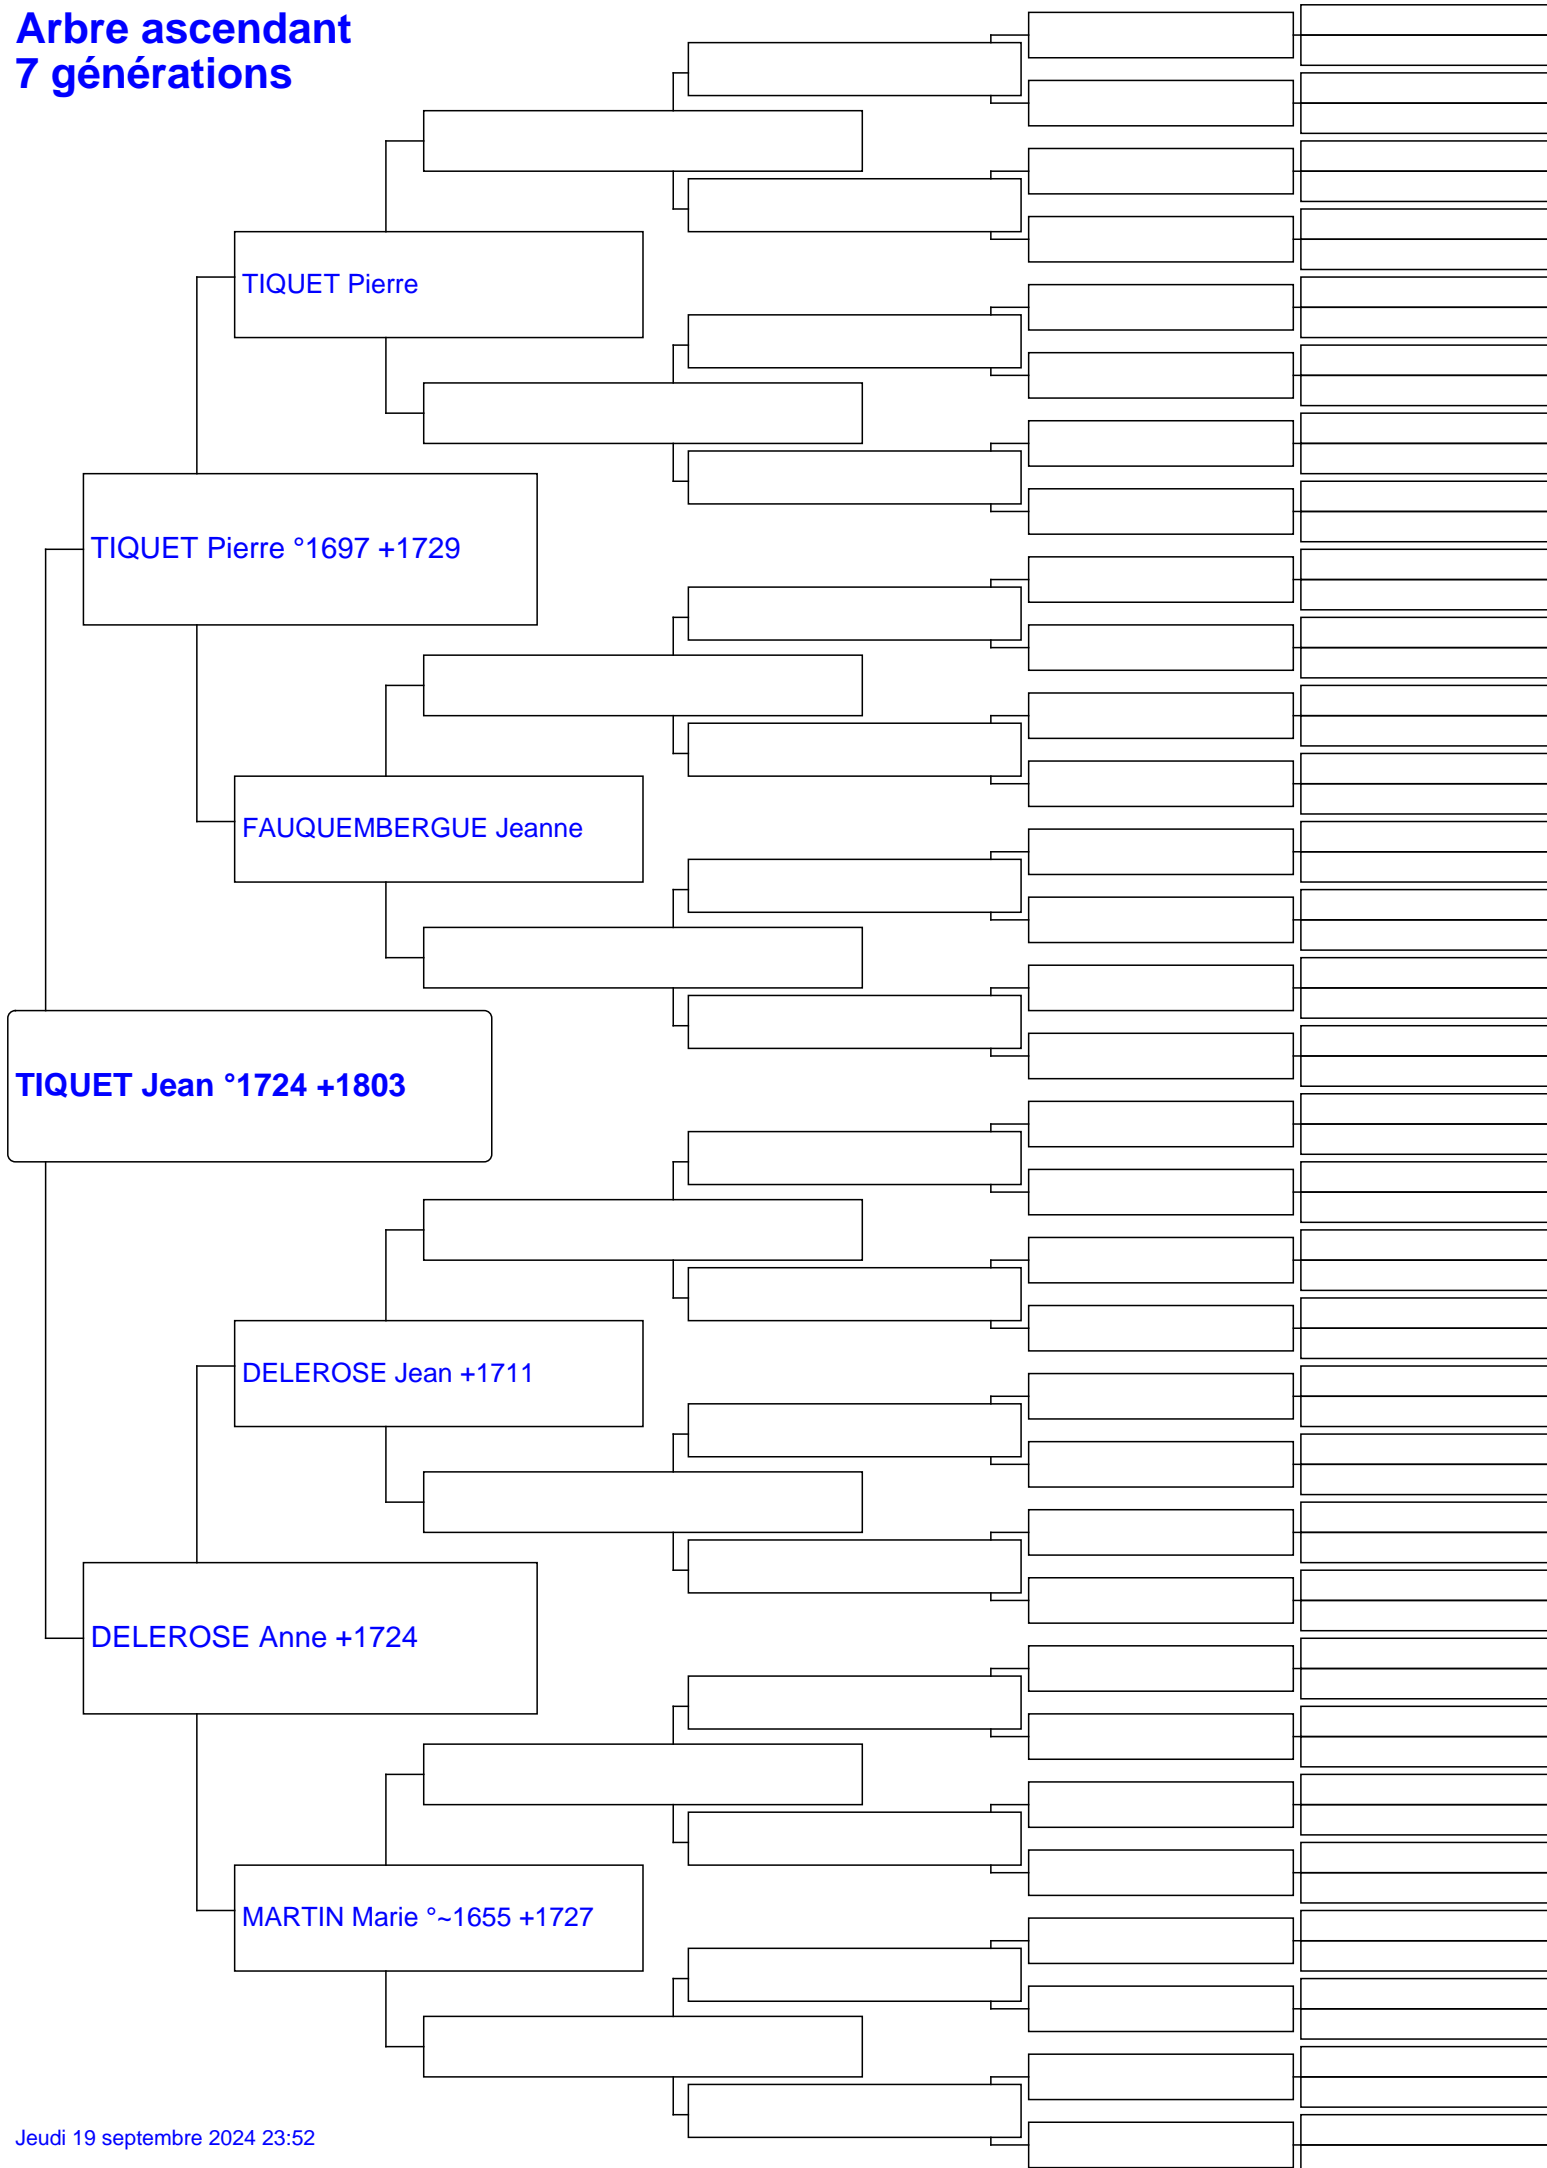 Arbre ascendant
7 générations
TIQUET Pierre
TIQUET Pierre °1697 +1729
FAUQUEMBERGUE Jeanne
TIQUET Jean °1724 +1803
DELEROSE Jean +1711
DELEROSE Anne +1724
MARTIN Marie °~1655 +1727
Jeudi 19 septembre 2024 23:52